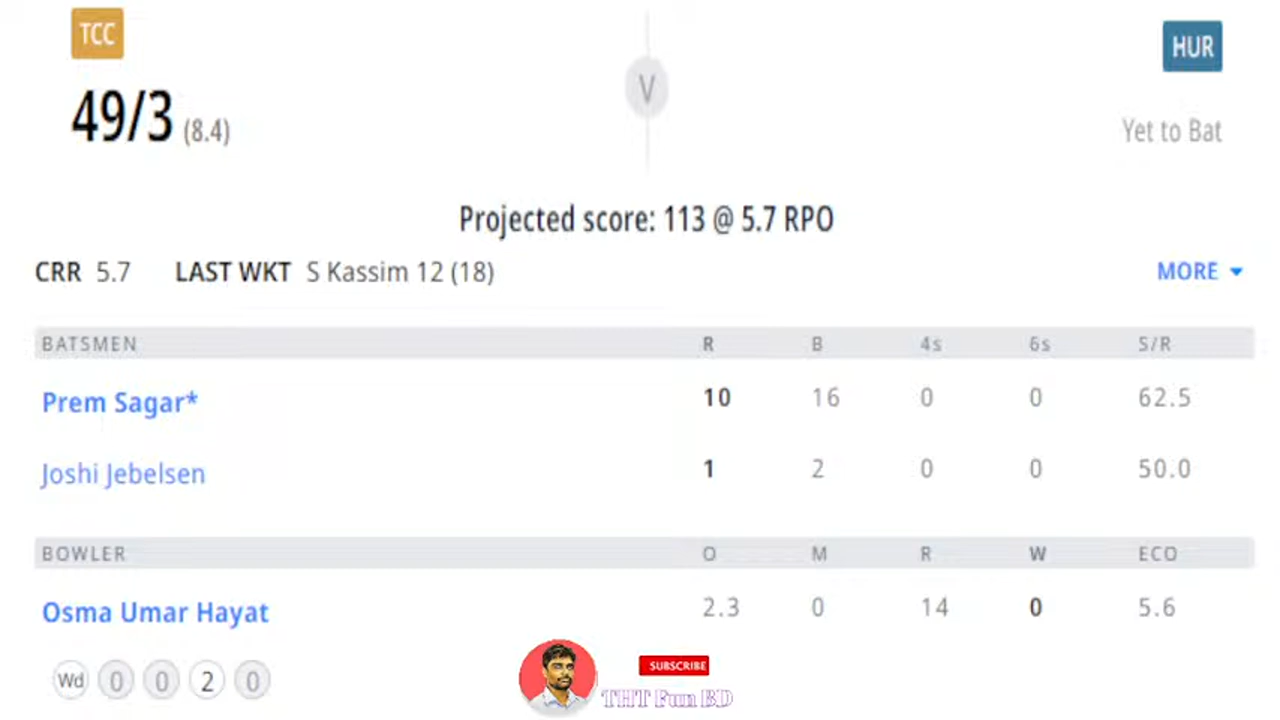 TCC
V
HUR
49/3 (8.4)
Yet to Bat
Projected score: 113 @ 5.7 RPO
CRR 5.7 LAST WKT S Kassim 12 (18)
MORE
BATSMEN R B 4s 6s S/R
Prem Sagar* 10 16 0 0 62.5
Joshi Jebelsen 1 2 0 0 50.0
BOWLER O M R W ECO
Osma Umar Hayat 2.3 0 14 0 5.6
Wd 0 0 2 0
SUBSCRIBE
THT Fun BD